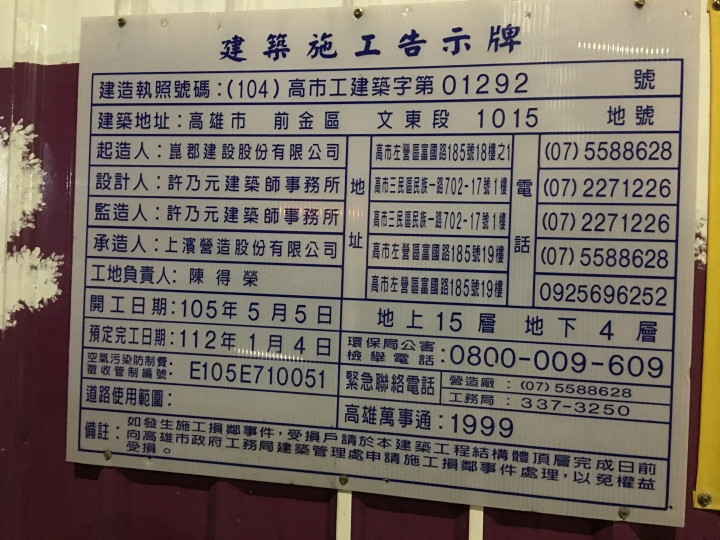 建築施工告示牌
建造執照號碼：(104) 高市工建築字第 01292 號
建築地址：高雄市 前金區 文東段 1015 地號
起造人：崑郡建設股份有限公司 地址 高市左營區富國路185號18樓之1 電話 (07) 5588628
設計人：許乃元建築師事務所 高市三民區民族一路702-17號1樓 (07) 2271226
監造人：許乃元建築師事務所 高市三民區民族一路702-17號1樓 (07) 2271226
承造人：上濱營造股份有限公司 高市左營區富國路185號19樓 (07) 5588628
工地負責人：陳得榮 高市左營區富國路185號19樓 0925696252
開工日期：105年 5月 5日 地上 15 層 地下 4 層
預定完工日期：112年 1月 4日 環保局公害檢舉電話：0800-009-609
空氣污染防制費徵收管制編號：E105E710051 緊急聯絡電話 營造廠：(07) 5588628
工務局：337-3250
道路使用範圍： 高雄萬事通：1999
備註：如發生施工損鄰事件，受損戶請於本建築工程結構體頂層完成日前
向高雄市政府工務局建築管理處申請施工損鄰事件處理，以免權益
受損。